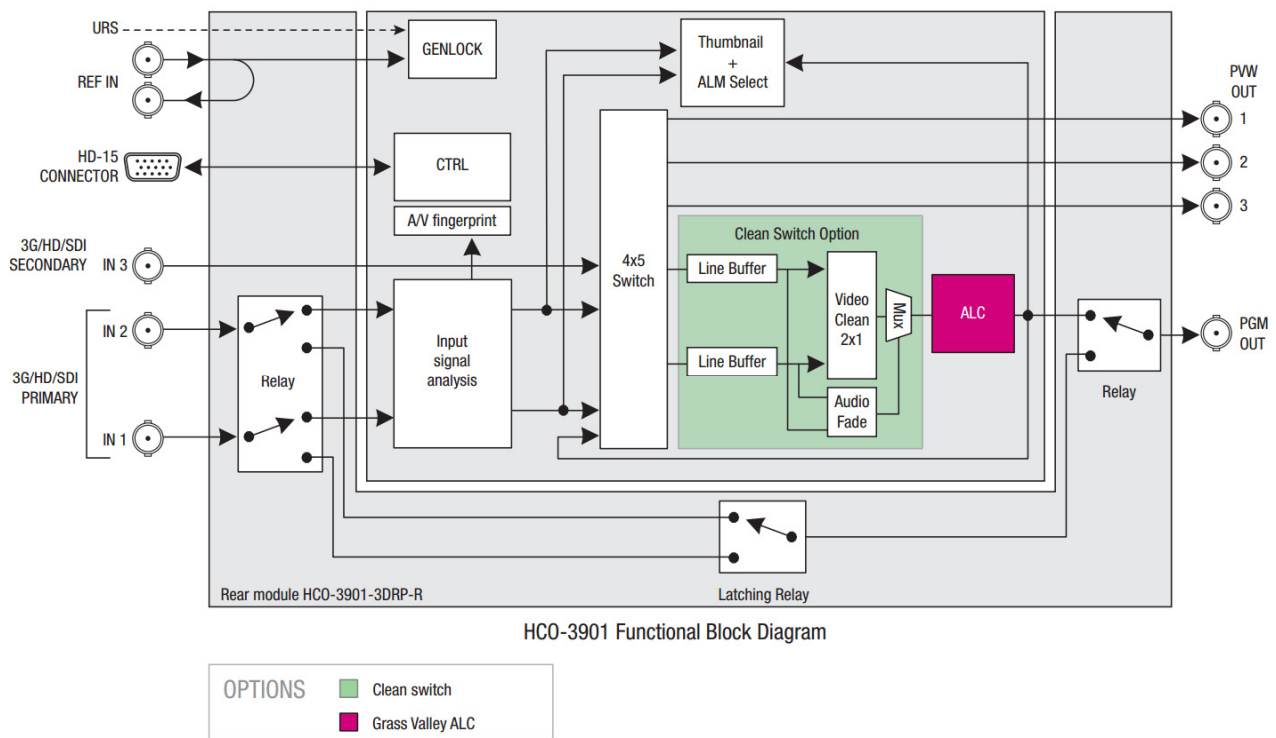 URS
REF IN
GENLOCK
Thumbnail
+
ALM Select
PVW
OUT
1
2
3
HD-15
CONNECTOR
CTRL
A/V fingerprint
3G/HD/SDI
SECONDARY
IN 3
4x5
Switch
Clean Switch Option
Line Buffer
Line Buffer
Video
Clean
2x1
Mux
Audio
Fade
ALC
IN 2
3G/HD/SDI
PRIMARY
IN 1
Relay
Input
signal
analysis
PGM
OUT
Relay
Latching Relay
Rear module HCO-3901-3DRP-R
HCO-3901 Functional Block Diagram
OPTIONS
Clean switch
Grass Valley ALC